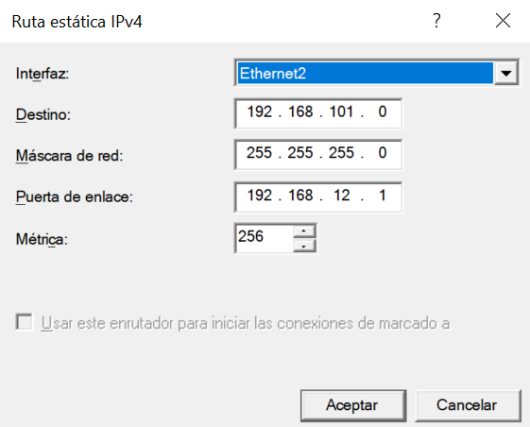 Ruta estática IPv4 ?
Interfaz: Ethernet2
Destino: 192 . 168 . 101 . 0
Máscara de red: 255 . 255 . 255 . 0
Puerta de enlace: 192 . 168 . 12 . 1
Métrica: 256
Usar este enrutador para iniciar las conexiones de marcado a
Aceptar Cancelar